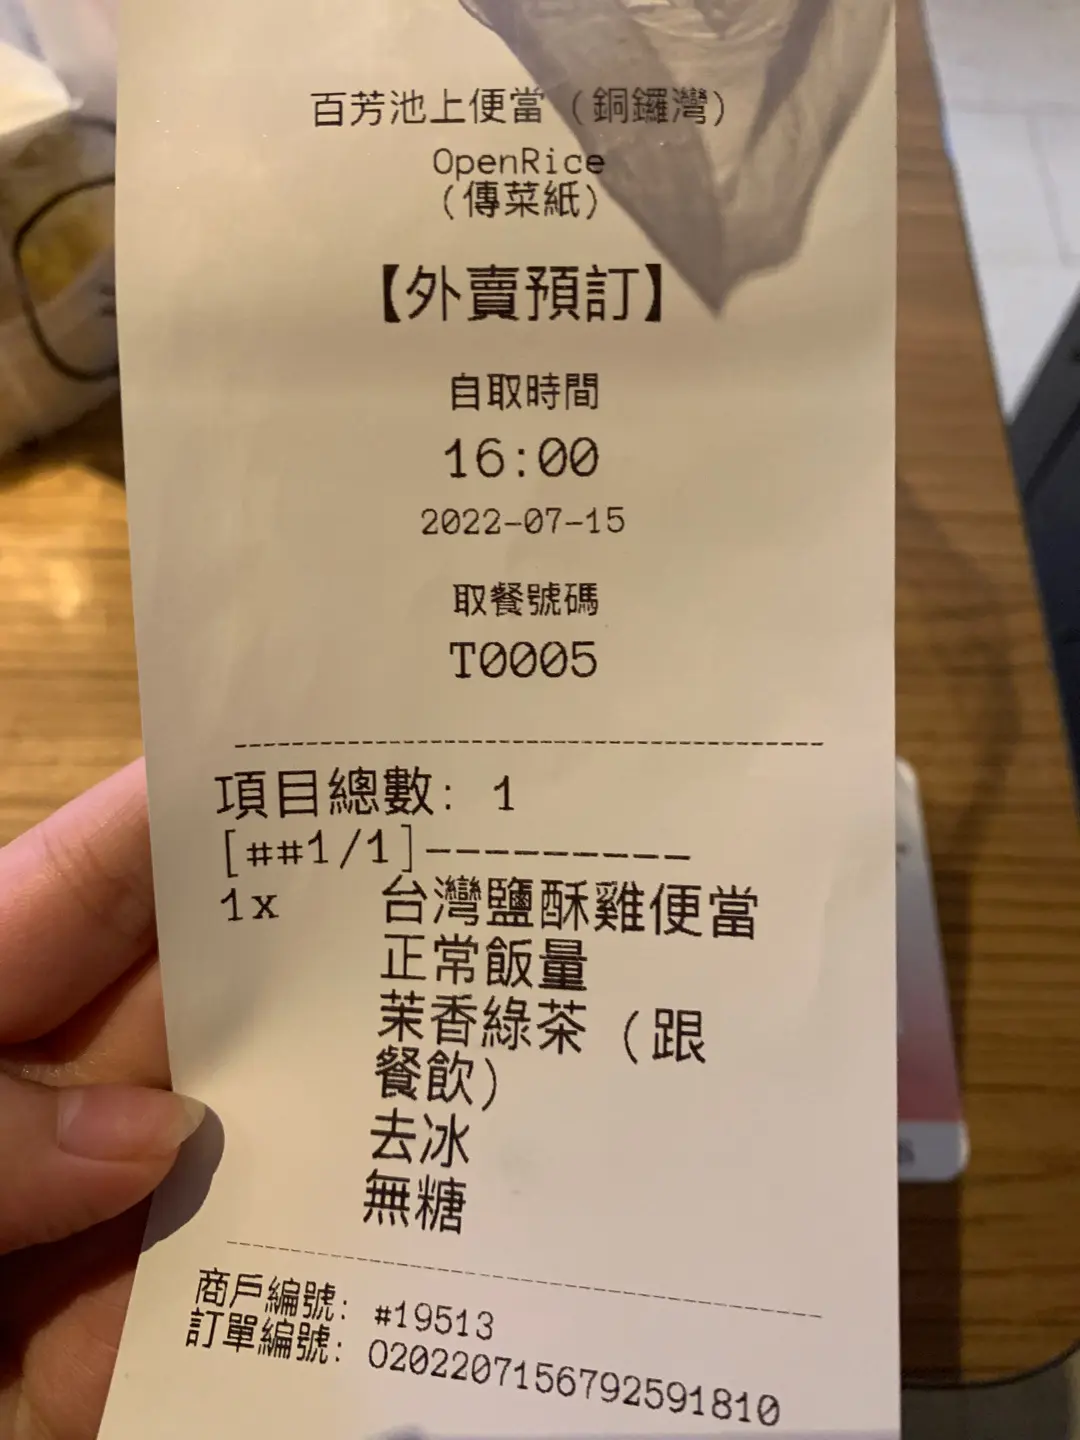 百芳池上便當（銅鑼灣）
OpenRice
（傳菜紙）
【外賣預訂】
自取時間
16:00
2022-07-15
取餐號碼
T0005
項目總數: 1
[##1/1]----------
1x 台灣鹽酥雞便當
正常飯量
茉香綠茶（跟
餐飲）
去冰
無糖
商戶編號: #19513
訂單編號: O2022071567925918​10